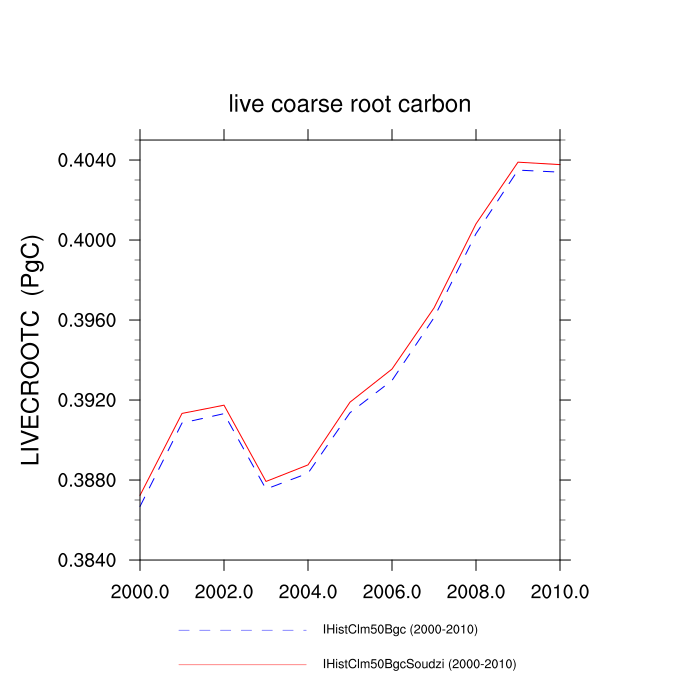 live coarse root carbon
LIVECROOTC (PgC)
0.4040
0.4000
0.3960
0.3920
0.3880
0.3840
2000.0 2002.0 2004.0 2006.0 2008.0 2010.0
IHistClm50Bgc (2000-2010)
IHistClm50BgcSoudzi (2000-2010)